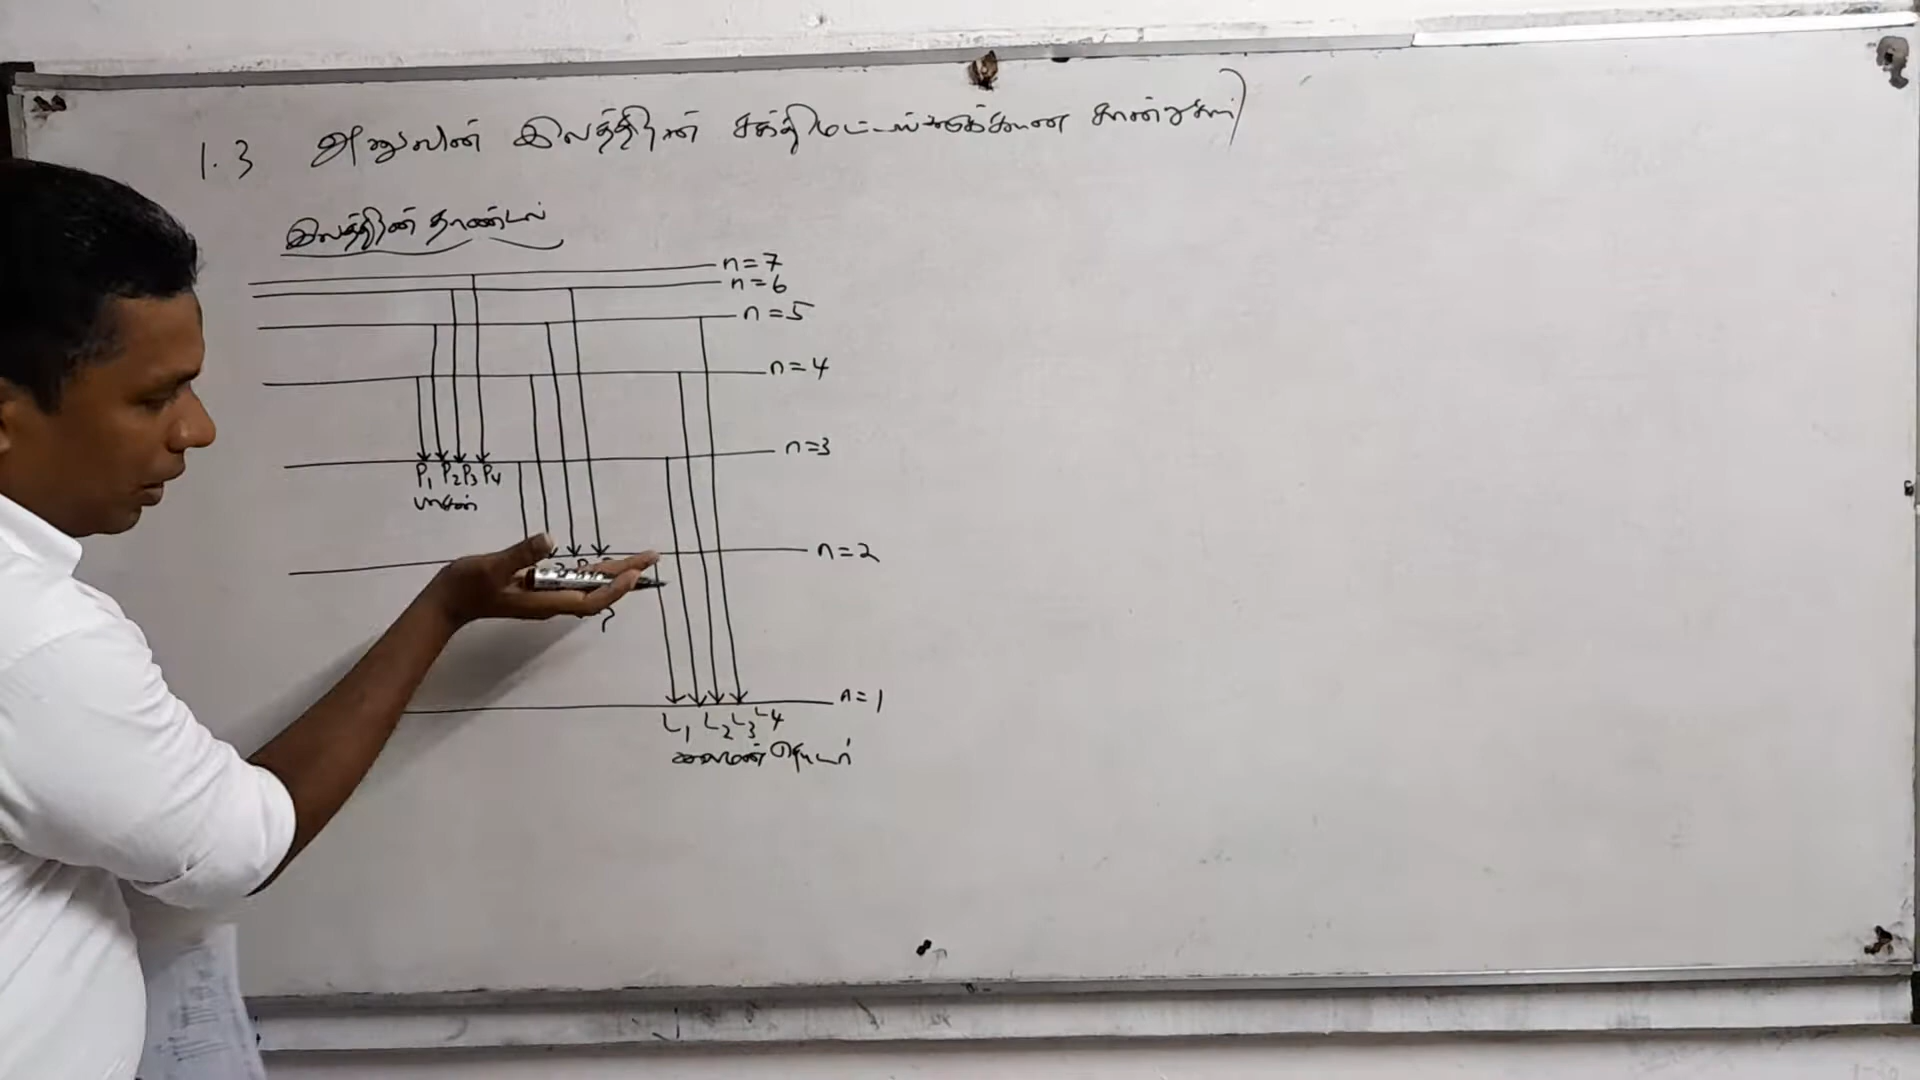 1.3 அணுவின் இலத்திரன் சக்திமட்டங்களுக்கான சான்றுகள்
இலத்திரன் தாண்டல்
n=7
n=6
n=5
n=4
n=3
P1 P2 P3 P4
பாசன்
n=2
n=1
L1 L2 L3 L4
லைமன் தொடர்